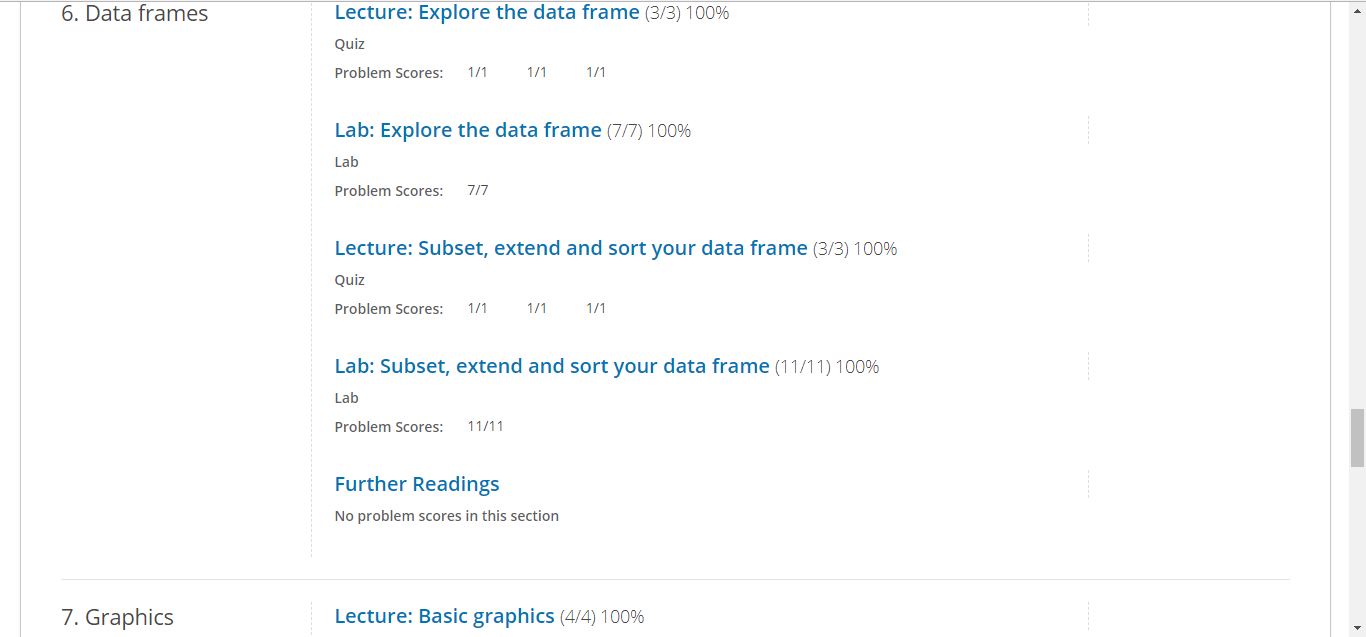 6. Data frames
Lecture: Explore the data frame (3/3) 100%
Quiz
Problem Scores: 1/1 1/1 1/1
Lab: Explore the data frame (7/7) 100%
Lab
Problem Scores: 7/7
Lecture: Subset, extend and sort your data frame (3/3) 100%
Quiz
Problem Scores: 1/1 1/1 1/1
Lab: Subset, extend and sort your data frame (11/11) 100%
Lab
Problem Scores: 11/11
Further Readings
No problem scores in this section
7. Graphics
Lecture: Basic graphics (4/4) 100%